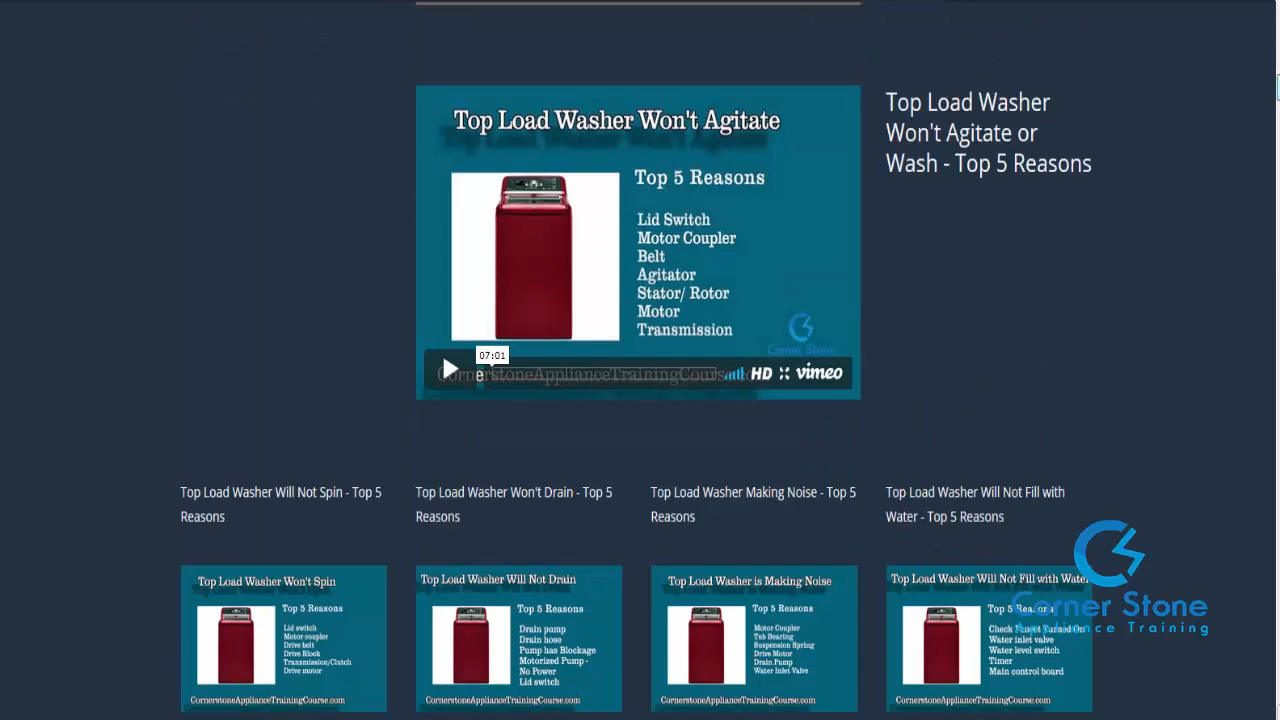 Top Load Washer Won't Agitate
Top 5 Reasons
Lid Switch
Motor Coupler
Belt
Agitator
Stator/ Rotor
Motor
Transmission
Corner Stone
07:01
CornerstoneApplianceTrainingCourse
HD vimeo
Top Load Washer
Won't Agitate or
Wash - Top 5 Reasons
Top Load Washer Will Not Spin - Top 5
Reasons
Top Load Washer Won't Drain - Top 5
Reasons
Top Load Washer Making Noise - Top 5
Reasons
Top Load Washer Will Not Fill with
Water - Top 5 Reasons
Top Load Washer Won't Spin
Top 5 Reasons
Lid switch
Motor coupler
Drive belt
Drive Block
Transmission/Clutch
Drive motor
CornerstoneApplianceTrainingCourse.com
Top Load Washer Will Not Drain
Top 5 Reasons
Drain pump
Drain hose
Pump has Blockage
Motorized Pump -
No Power
Lid switch
CornerstoneApplianceTrainingCourse.com
Top Load Washer is Making Noise
Top 5 Reasons
Motor Coupler
Tub Bearing
Suspension Spring
Drive Motor
Drain Pump
Water Inlet Valve
CornerstoneApplianceTrainingCourse.com
Top Load Washer Will Not Fill with Water
Top 5 Reasons
Water inlet valve
Water level switch
Timer
Main control board
CornerstoneApplianceTrainingCourse.com
Corner Stone
Appliance Training